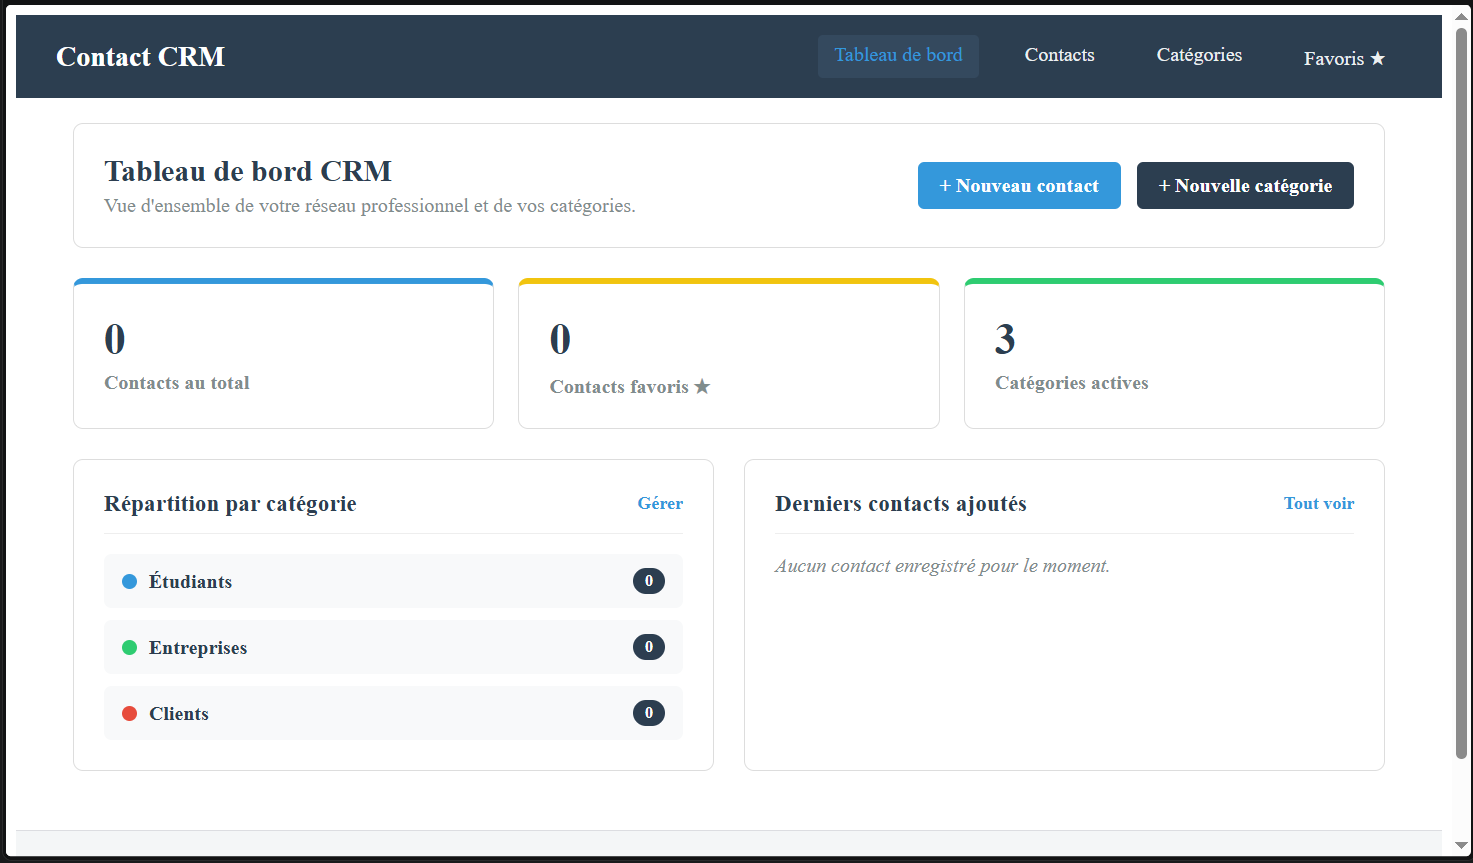 Contact CRM
Tableau de bord
Contacts
Catégories
Favoris ★
Tableau de bord CRM
Vue d'ensemble de votre réseau professionnel et de vos catégories.
+ Nouveau contact
+ Nouvelle catégorie
0
Contacts au total
0
Contacts favoris ★
3
Catégories actives
Répartition par catégorie
Gérer
Étudiants
0
Entreprises
0
Clients
0
Derniers contacts ajoutés
Tout voir
Aucun contact enregistré pour le moment.